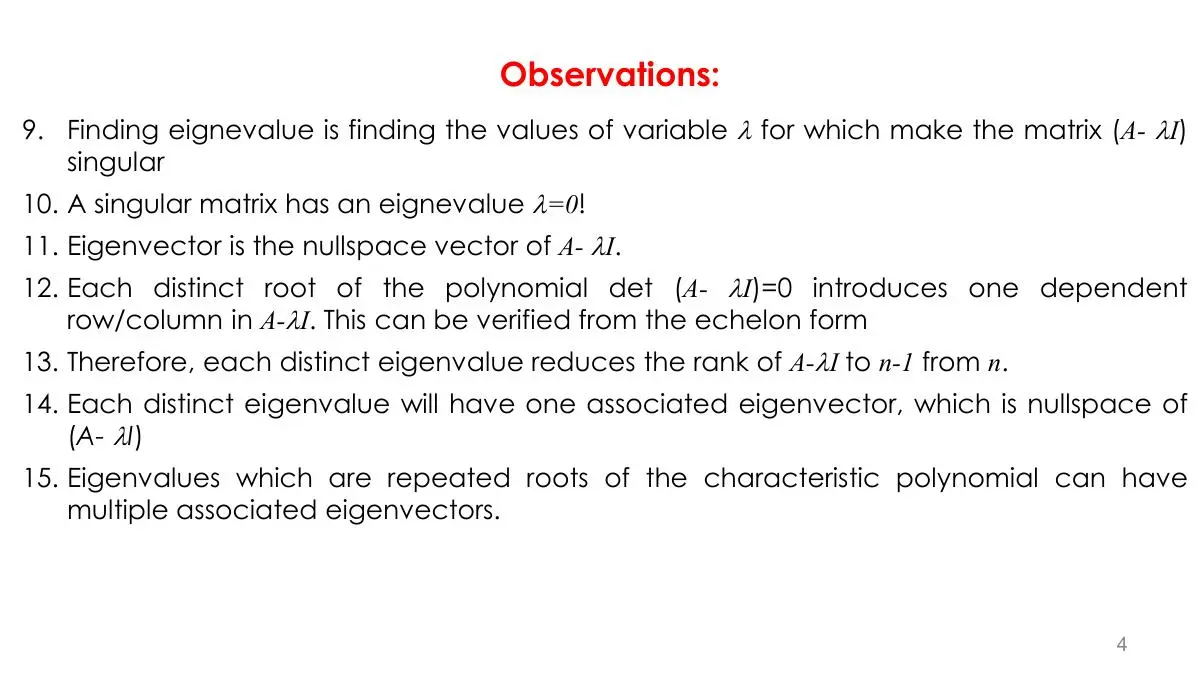 Observations:
9. Finding eignevalue is finding the values of variable λ for which make the matrix (A- λI)
singular
10. A singular matrix has an eignevalue λ=0!
11. Eigenvector is the nullspace vector of A- λI.
12. Each distinct root of the polynomial det (A- λI)=0 introduces one dependent
row/column in A-λI. This can be verified from the echelon form
13. Therefore, each distinct eigenvalue reduces the rank of A-λI to n-1 from n.
14. Each distinct eigenvalue will have one associated eigenvector, which is nullspace of
(A- λI)
15. Eigenvalues which are repeated roots of the characteristic polynomial can have
multiple associated eigenvectors.
4